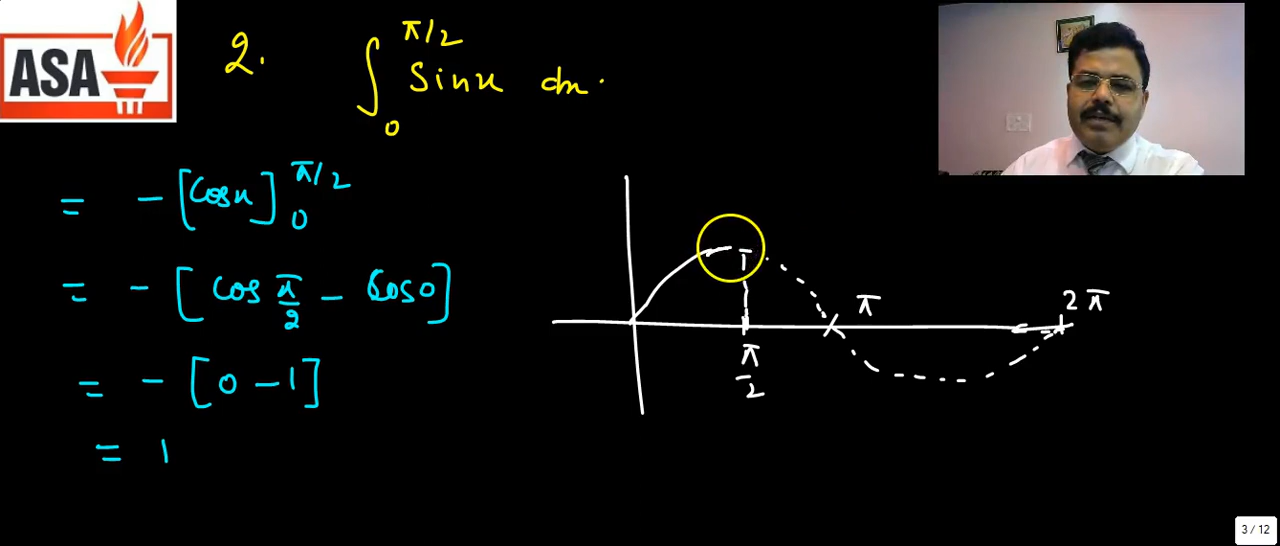 ASA
2. ∫₀^π/2 Sinx dx.
= - [Cosx]₀^π/2
= - [Cos π/2 - Cos0]
= - [0 - 1]
= 1
π/2
π
2π
3 / 12